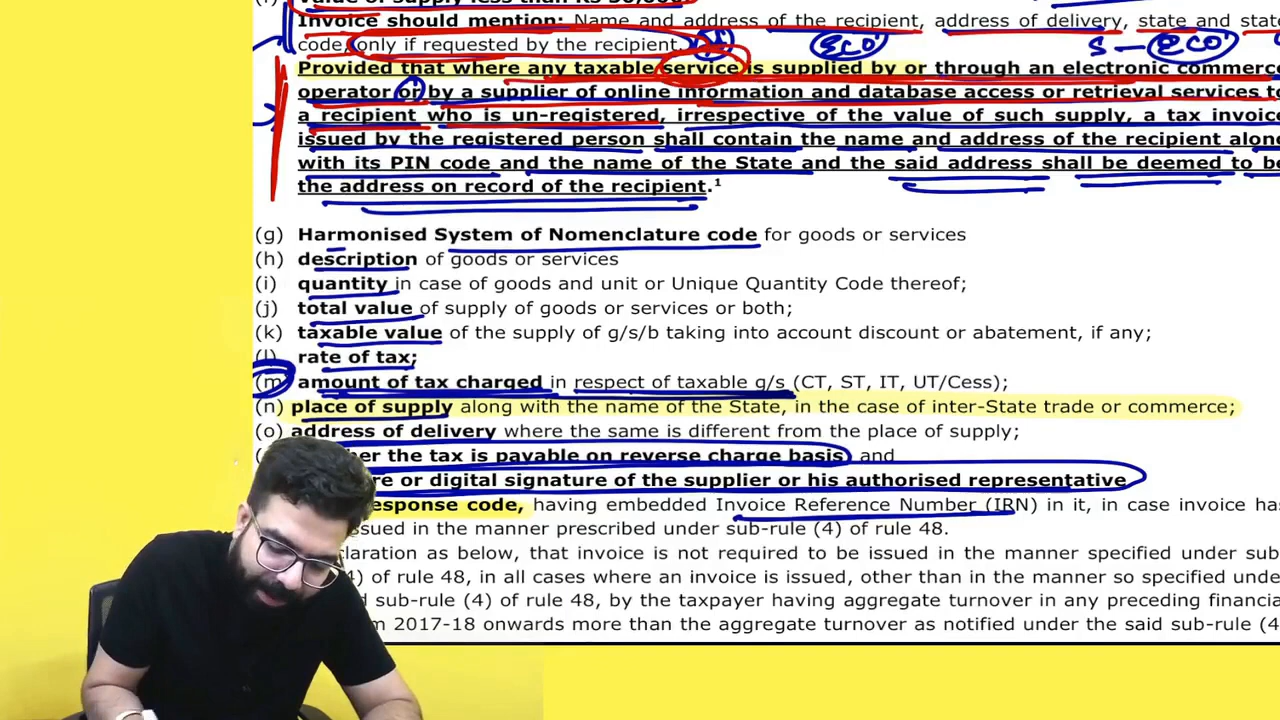 Value of supply less than Rs 50,000.
Invoice should mention: Name and address of the recipient, address of delivery, state and state
code, only if requested by the recipient. ECO S - ECO
Provided that where any taxable service is supplied by or through an electronic commerce
operator or by a supplier of online information and database access or retrieval services to
a recipient who is un-registered, irrespective of the value of such supply, a tax invoice
issued by the registered person shall contain the name and address of the recipient along
with its PIN code and the name of the State and the said address shall be deemed to be
the address on record of the recipient.¹
(g) Harmonised System of Nomenclature code for goods or services
(h) description of goods or services
(i) quantity in case of goods and unit or Unique Quantity Code thereof;
(j) total value of supply of goods or services or both;
(k) taxable value of the supply of g/s/b taking into account discount or abatement, if any;
(l) rate of tax;
(m) amount of tax charged in respect of taxable g/s (CT, ST, IT, UT/Cess);
(n) place of supply along with the name of the State, in the case of inter-State trade or commerce;
(o) address of delivery where the same is different from the place of supply;
the tax is payable on reverse charge basis and
or digital signature of the supplier or his authorised representative
code, having embedded Invoice Reference Number (IRN) in it, in case invoice has
in the manner prescribed under sub-rule (4) of rule 48.
as below, that invoice is not required to be issued in the manner specified under sub
of rule 48, in all cases where an invoice is issued, other than in the manner so specified under
sub-rule (4) of rule 48, by the taxpayer having aggregate turnover in any preceding financial
2017-18 onwards more than the aggregate turnover as notified under the said sub-rule (4